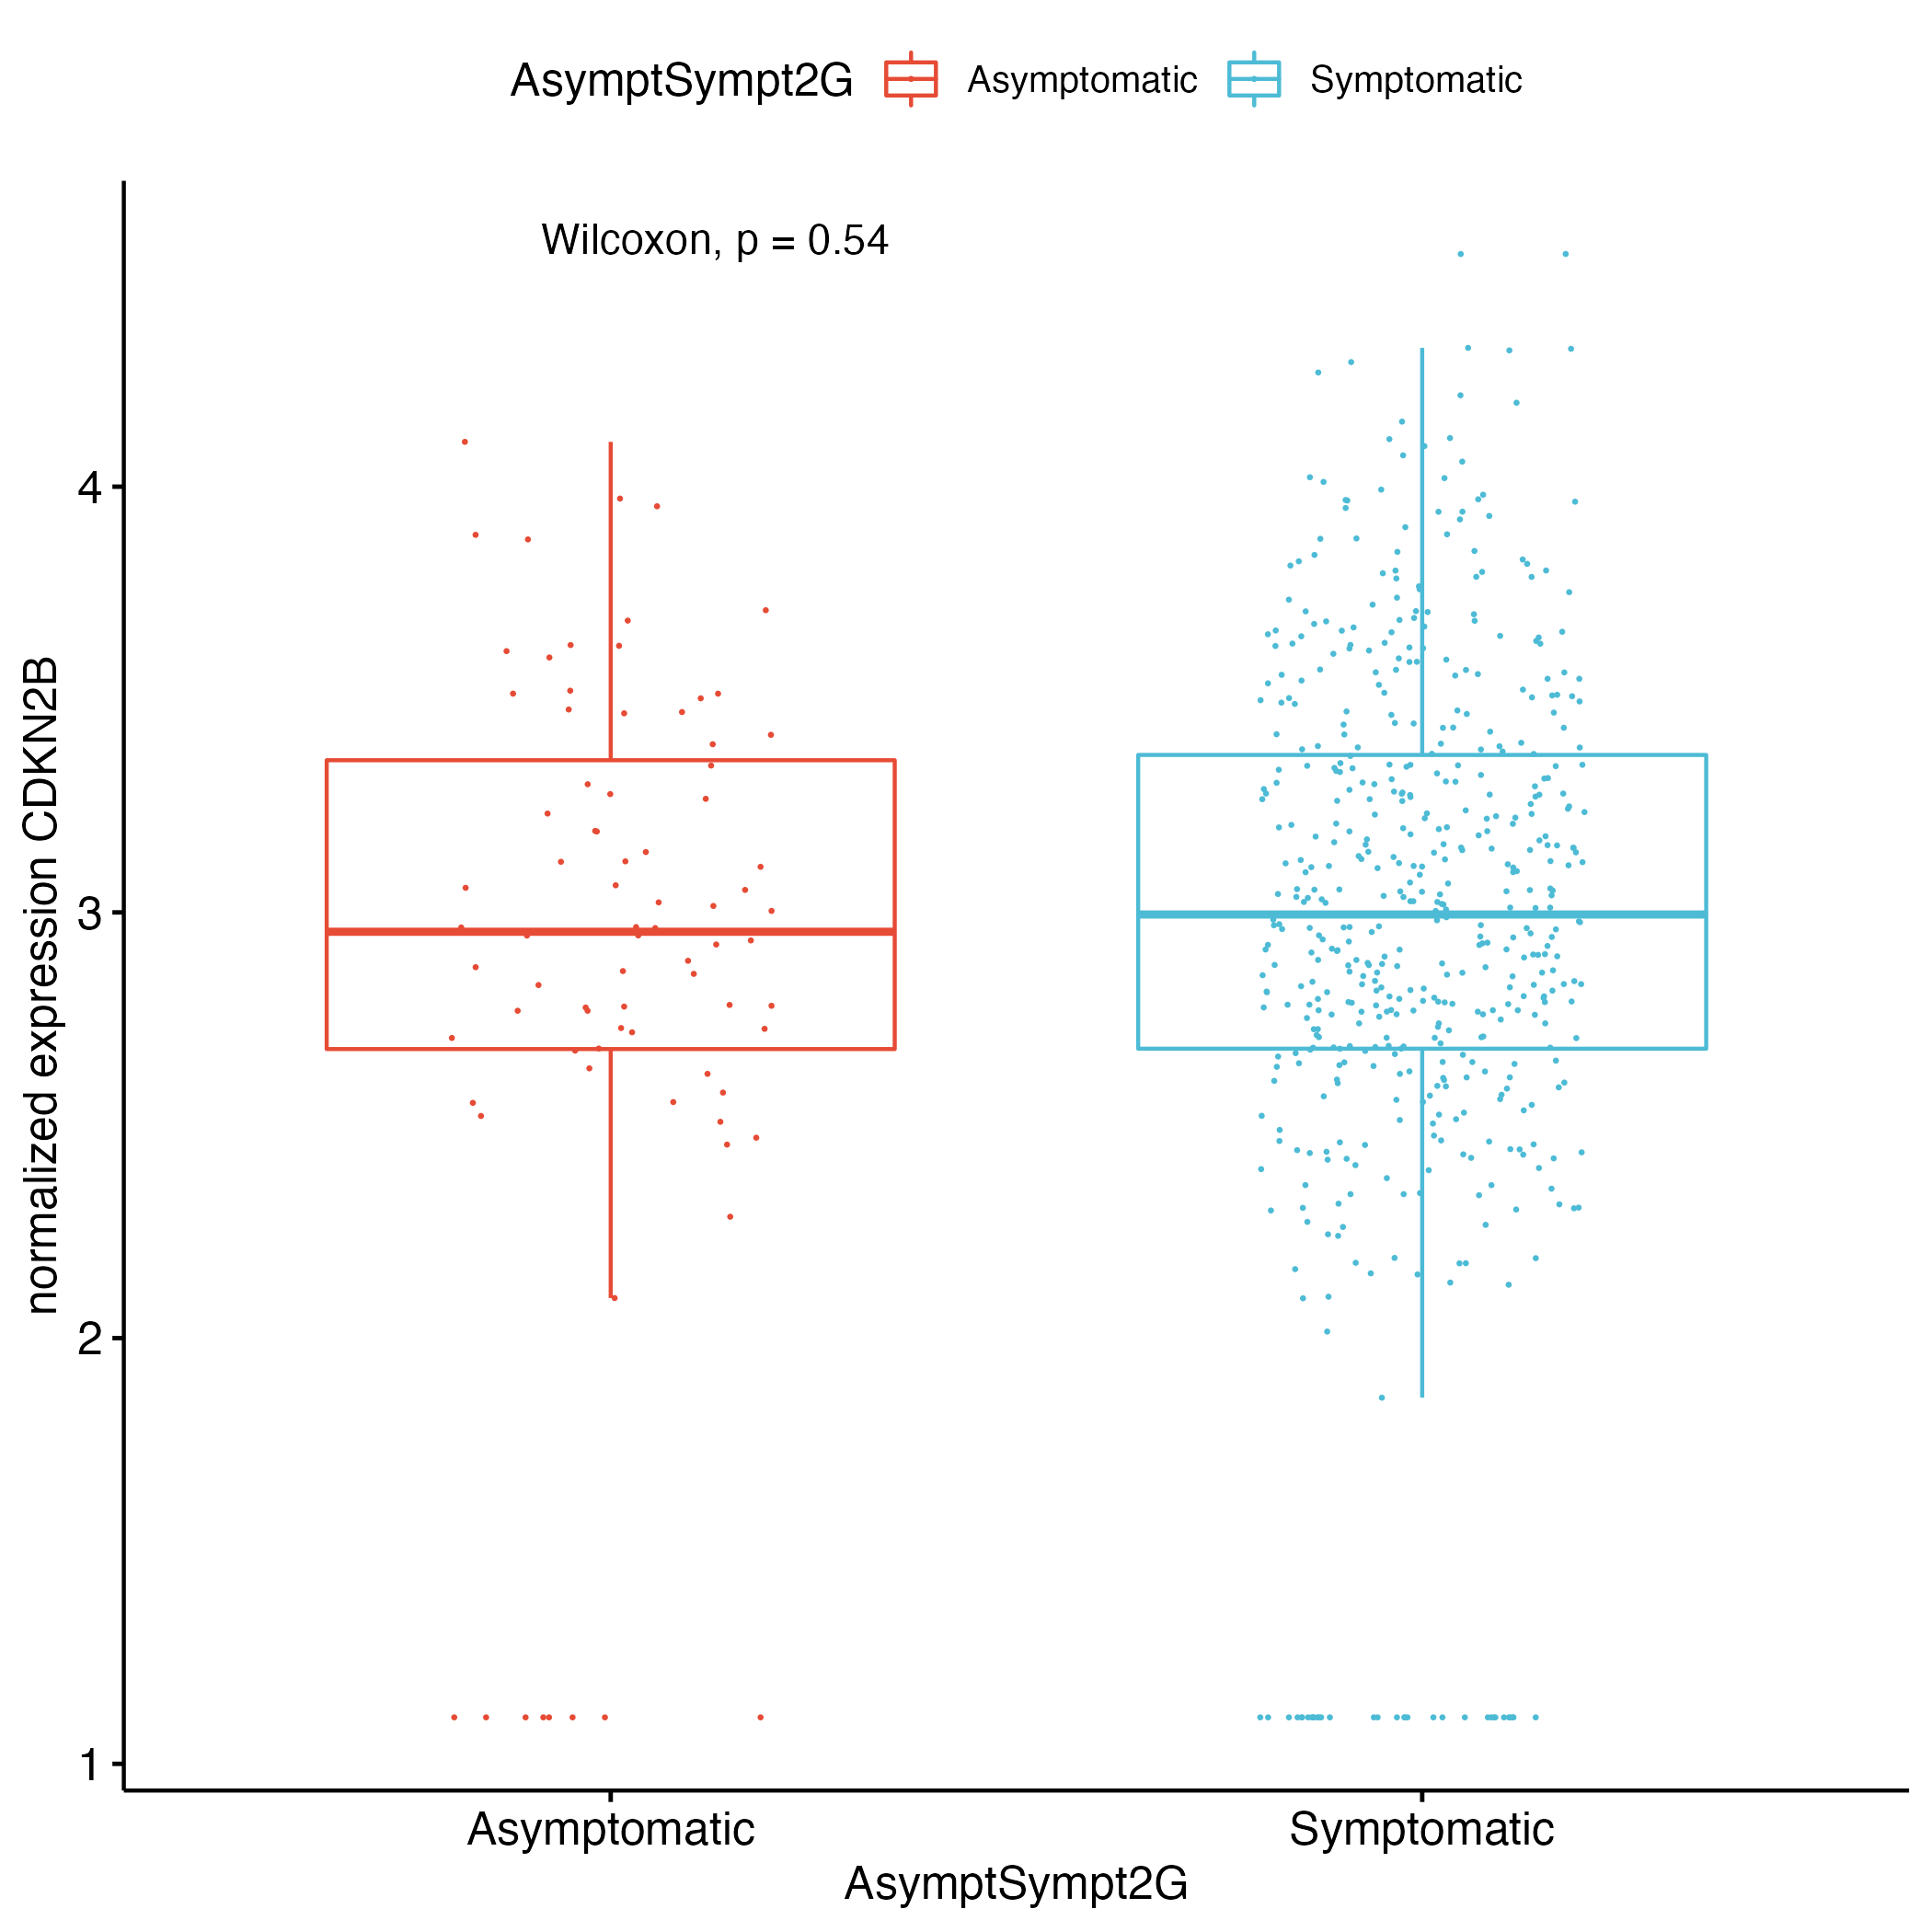 AsymptSympt2G Asymptomatic Symptomatic
Wilcoxon, p = 0.54
normalized expression CDKN2B
4
3
2
1
Asymptomatic Symptomatic
AsymptSympt2G